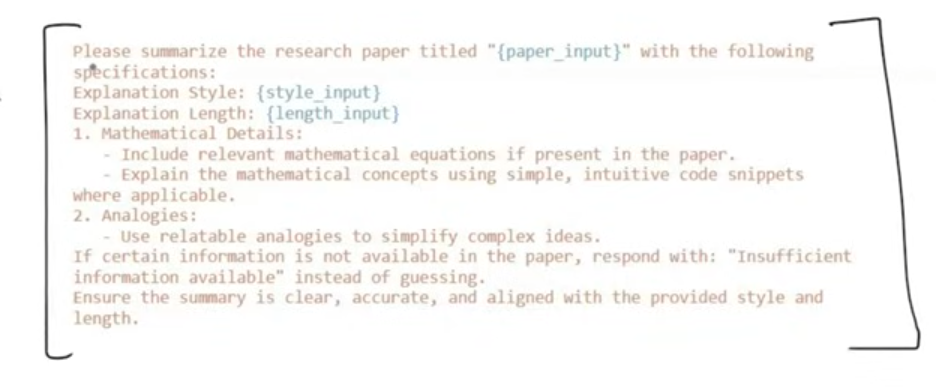 Please summarize the research paper titled "{paper_input}" with the following
specifications:
Explanation Style: {style_input}
Explanation Length: {length_input}
1. Mathematical Details:
- Include relevant mathematical equations if present in the paper.
- Explain the mathematical concepts using simple, intuitive code snippets
where applicable.
2. Analogies:
- Use relatable analogies to simplify complex ideas.
If certain information is not available in the paper, respond with: "Insufficient
information available" instead of guessing.
Ensure the summary is clear, accurate, and aligned with the provided style and
length.